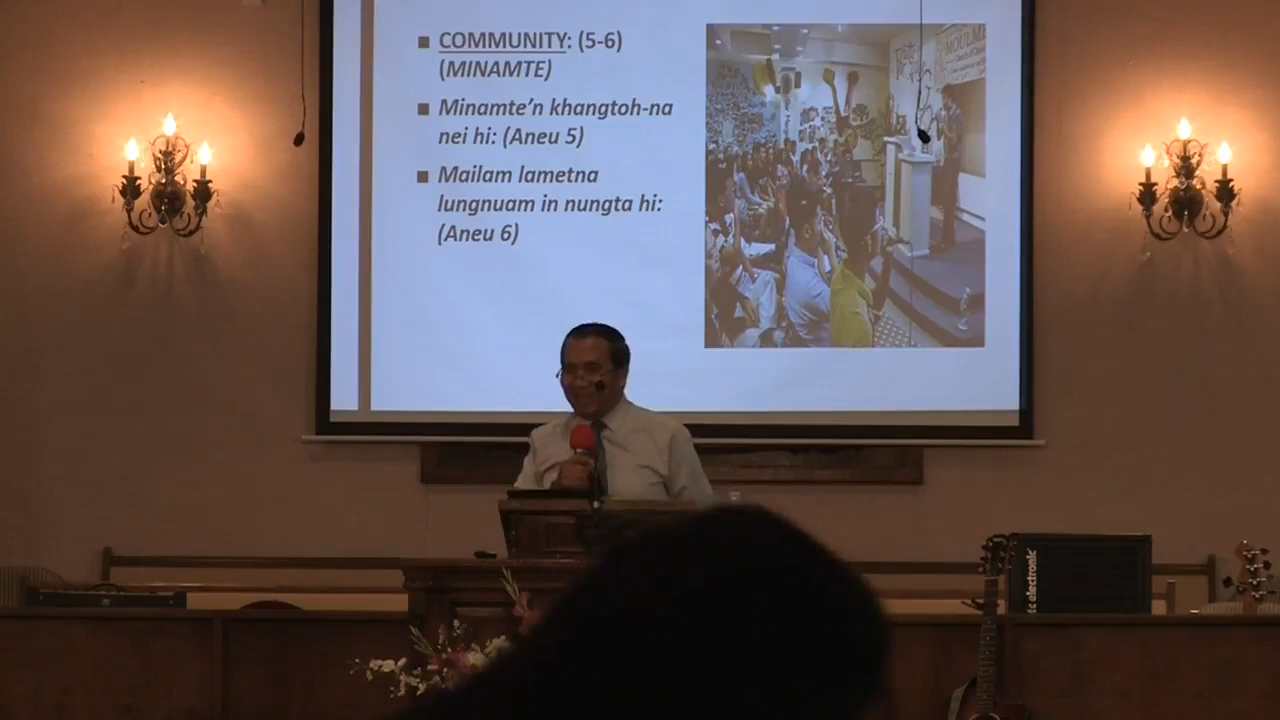 COMMUNITY: (5-6)
(MINAMTE)
Minamte'n khangtoh-na
nei hi: (Aneu 5)
Mailam lametna
lungnuam in nungta hi:
(Aneu 6)
MOULME
tc electronic